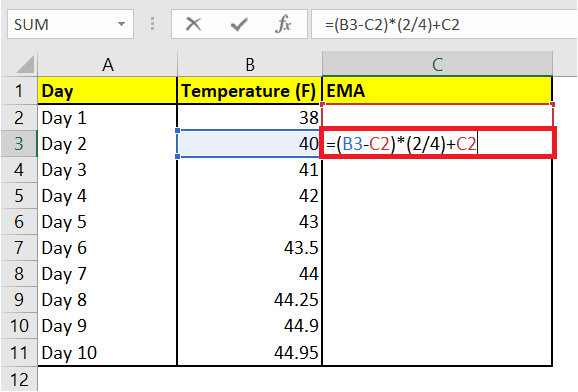 SUM fx =(B3-C2)*(2/4)+C2
A B C
1 Day Temperature (F) EMA
2 Day 1 38
3 Day 2 40 =(B3-C2)*(2/4)+C2
4 Day 3 41
5 Day 4 42
6 Day 5 43
7 Day 6 43.5
8 Day 7 44
9 Day 8 44.25
10 Day 9 44.9
11 Day 10 44.95
12